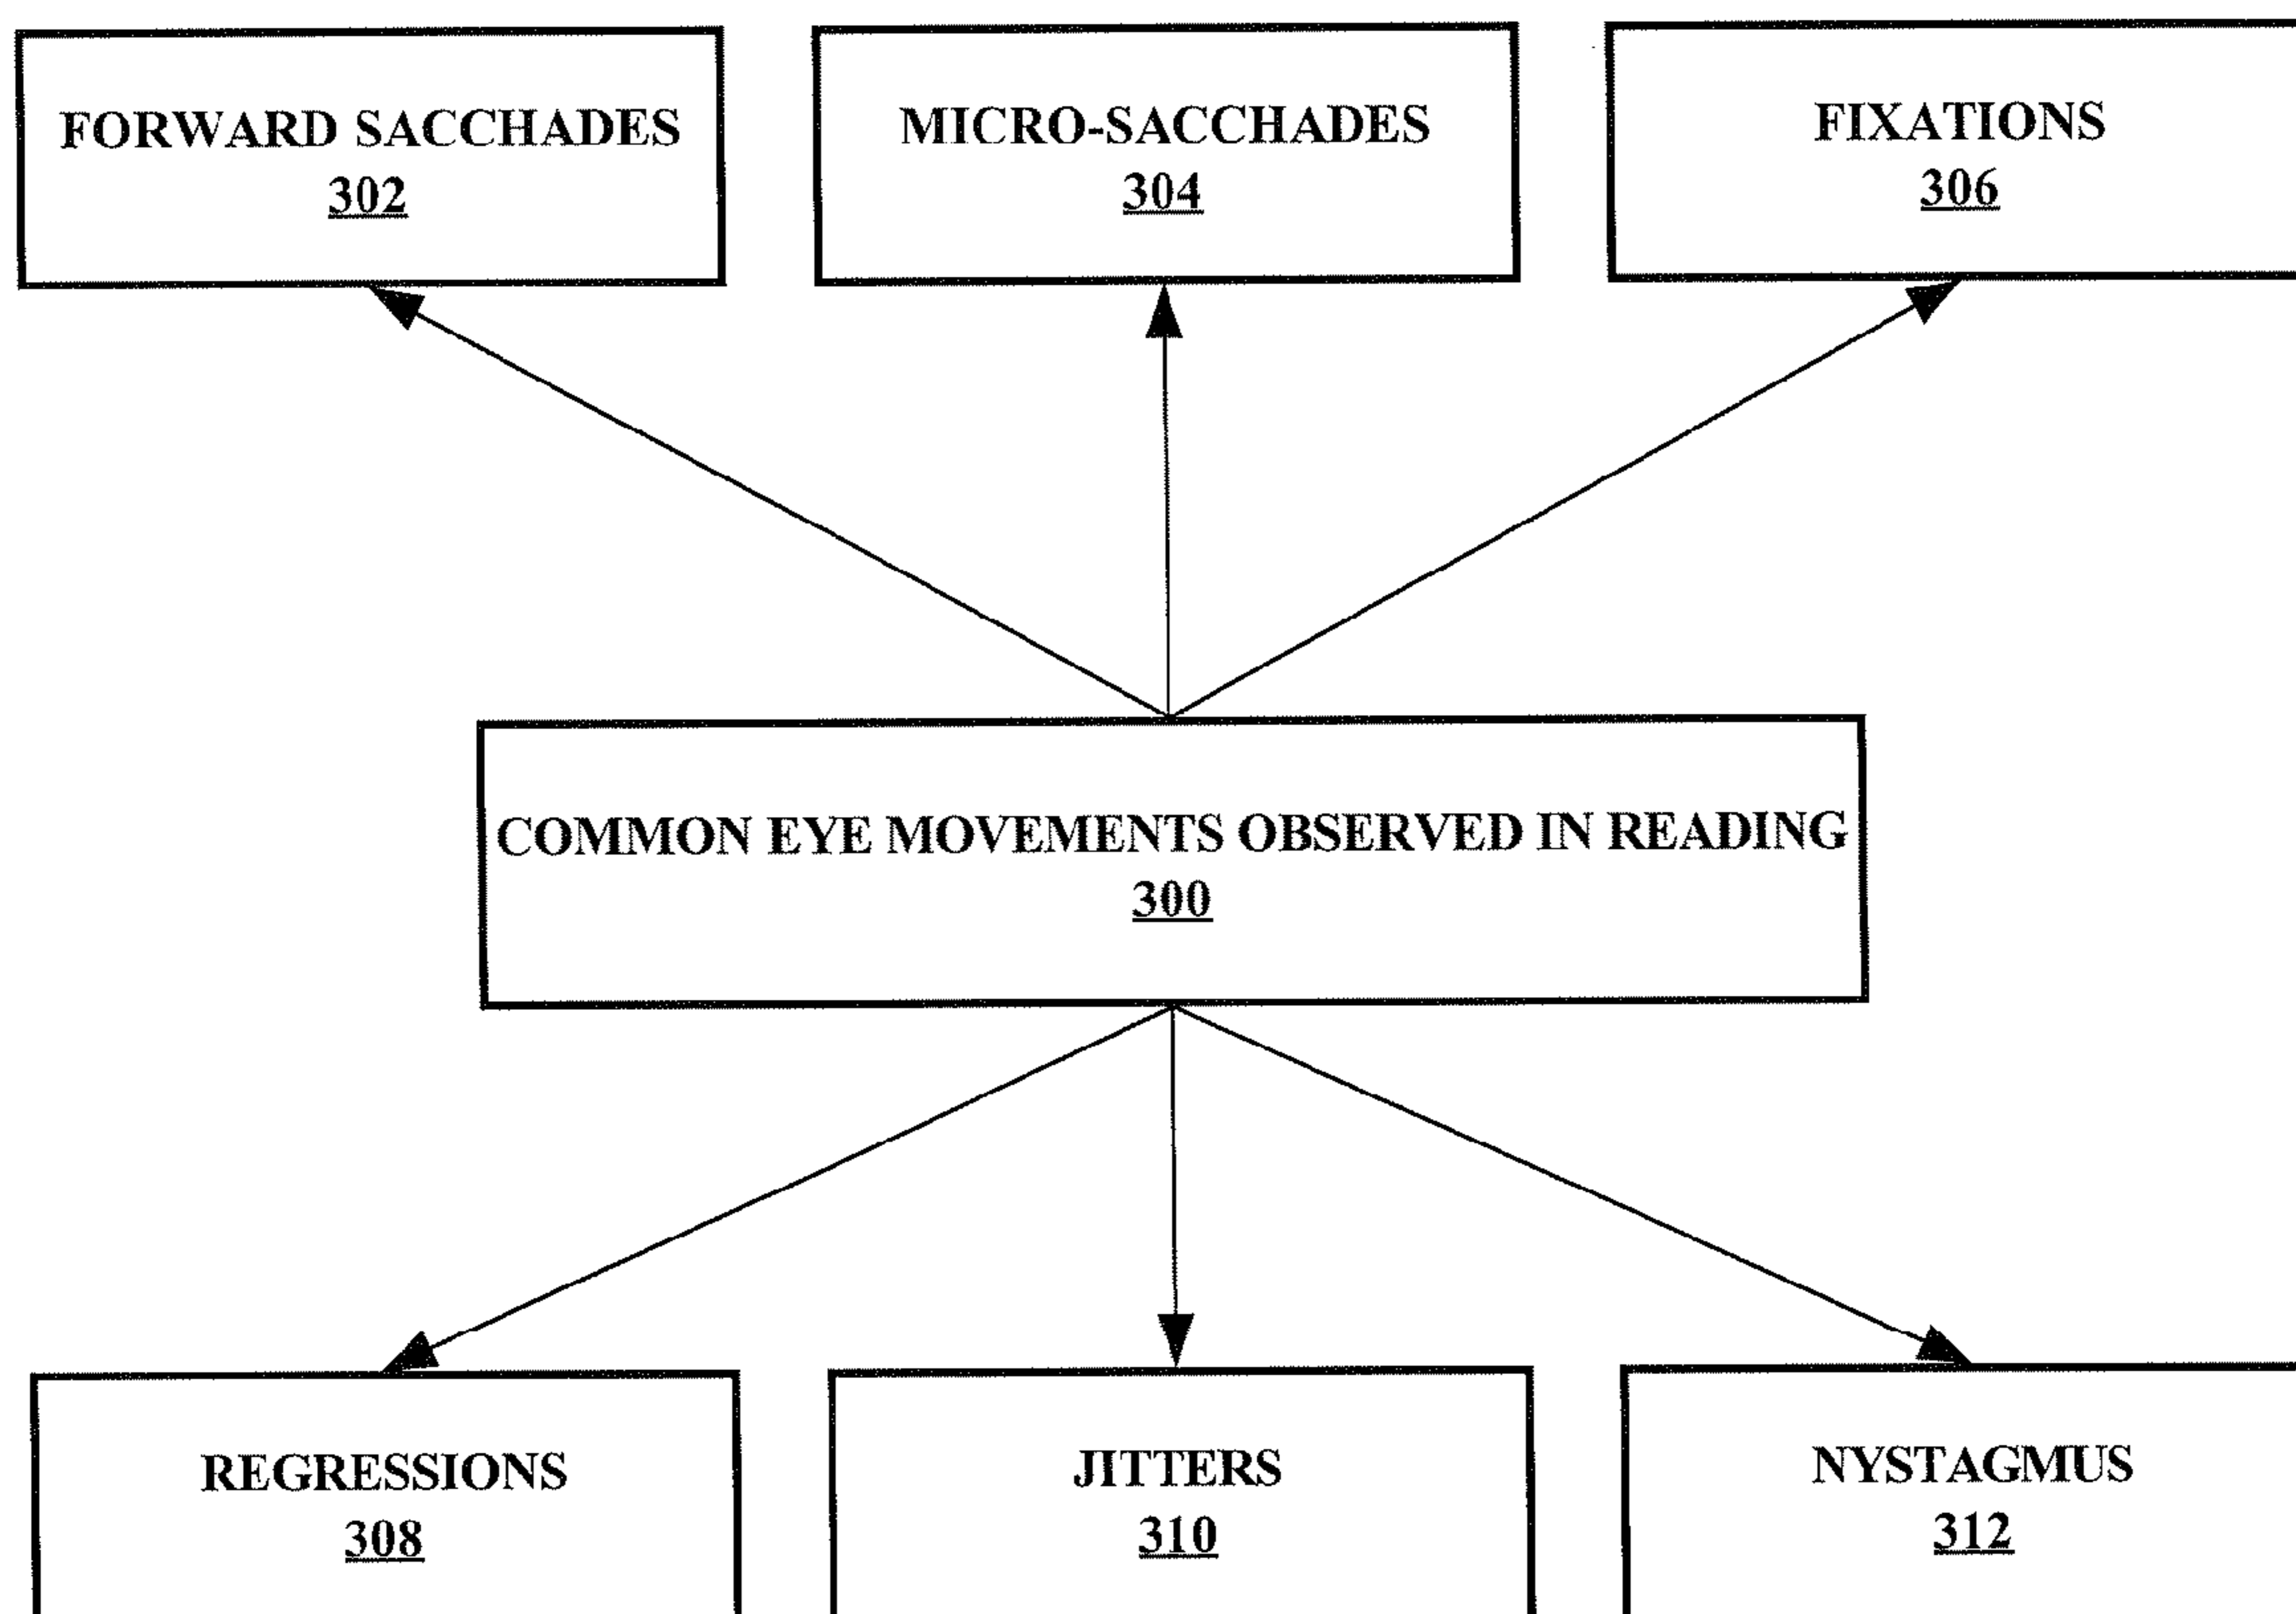 FORWARD SACCHADES
302
MICRO-SACCHADES
304
FIXATIONS
306
COMMON EYE MOVEMENTS OBSERVED IN READING
300
REGRESSIONS
308
JITTERS
310
NYSTAGMUS
312